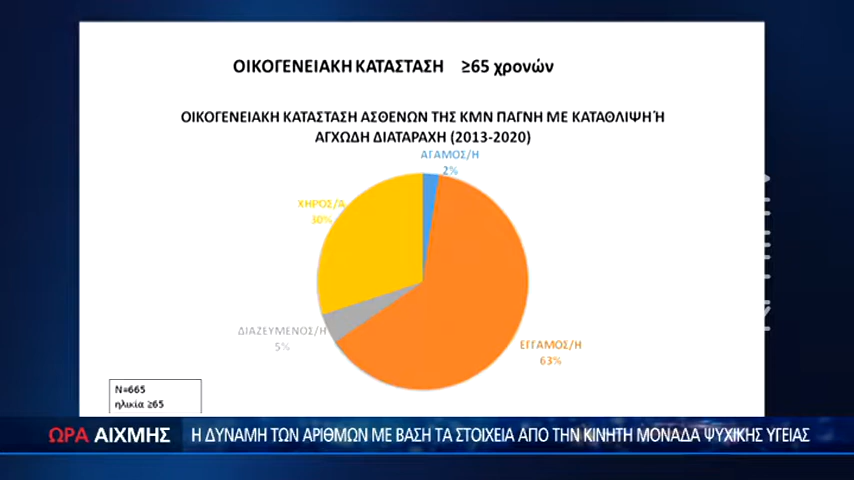 ΟΙΚΟΓΕΝΕΙΑΚΗ ΚΑΤΑΣΤΑΣΗ ≥65 χρονών
ΟΙΚΟΓΕΝΕΙΑΚΗ ΚΑΤΑΣΤΑΣΗ ΑΣΘΕΝΩΝ ΤΗΣ ΚΜΝ ΠΑΓΝΗ ΜΕ ΚΑΤΑΘΛΙΨΗ Ή
ΑΓΧΩΔΗ ΔΙΑΤΑΡΑΧΗ (2013-2020)
ΑΓΑΜΟΣ/Η
2%
ΧΗΡΟΣ/Α
30%
ΔΙΑΖΕΥΜΕΝΟΣ/Η
5%
ΕΓΓΑΜΟΣ/Η
63%
N=665
ηλικία ≥65
ΩΡΑ ΑΙΧΜΗΣ Η ΔΥΝΑΜΗ ΤΩΝ ΑΡΙΘΜΩΝ ΜΕ ΒΑΣΗ ΤΑ ΣΤΟΙΧΕΙΑ ΑΠΟ ΤΗΝ ΚΙΝΗΤΗ ΜΟΝΑΔΑ ΨΥΧΙΚΗΣ ΥΓΕΙΑΣ